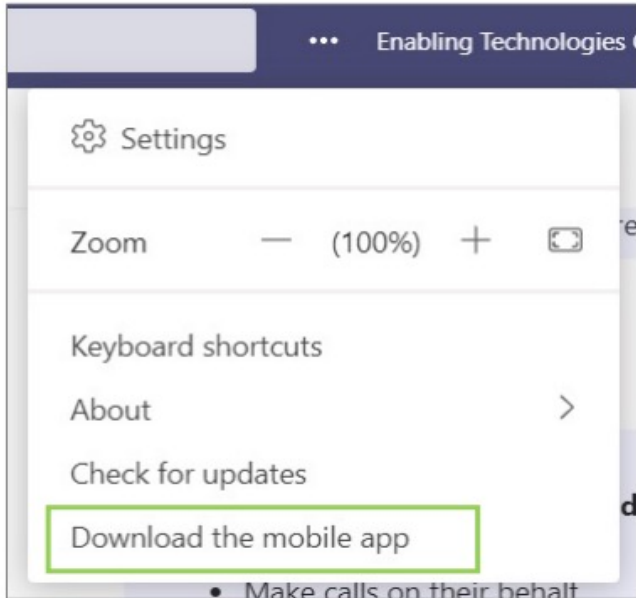 ... Enabling Technologies
Settings
Zoom — (100%) +
re
Keyboard shortcuts
About >
Check for updates
d
Download the mobile app
• Make calls on their behalf